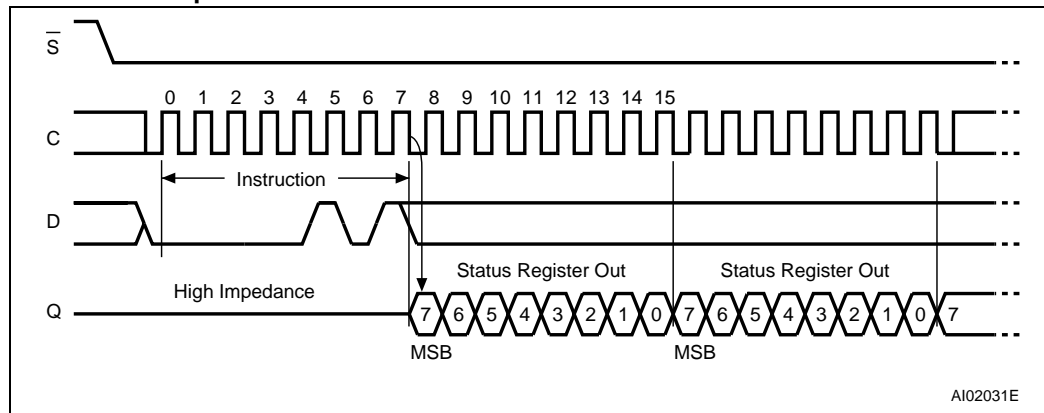 S
0 1 2 3 4 5 6 7 8 9 10 11 12 13 14 15
C
Instruction
D
Status Register Out Status Register Out
High Impedance
Q 7 6 5 4 3 2 1 0 7 6 5 4 3 2 1 0 7
MSB MSB
AI02031E